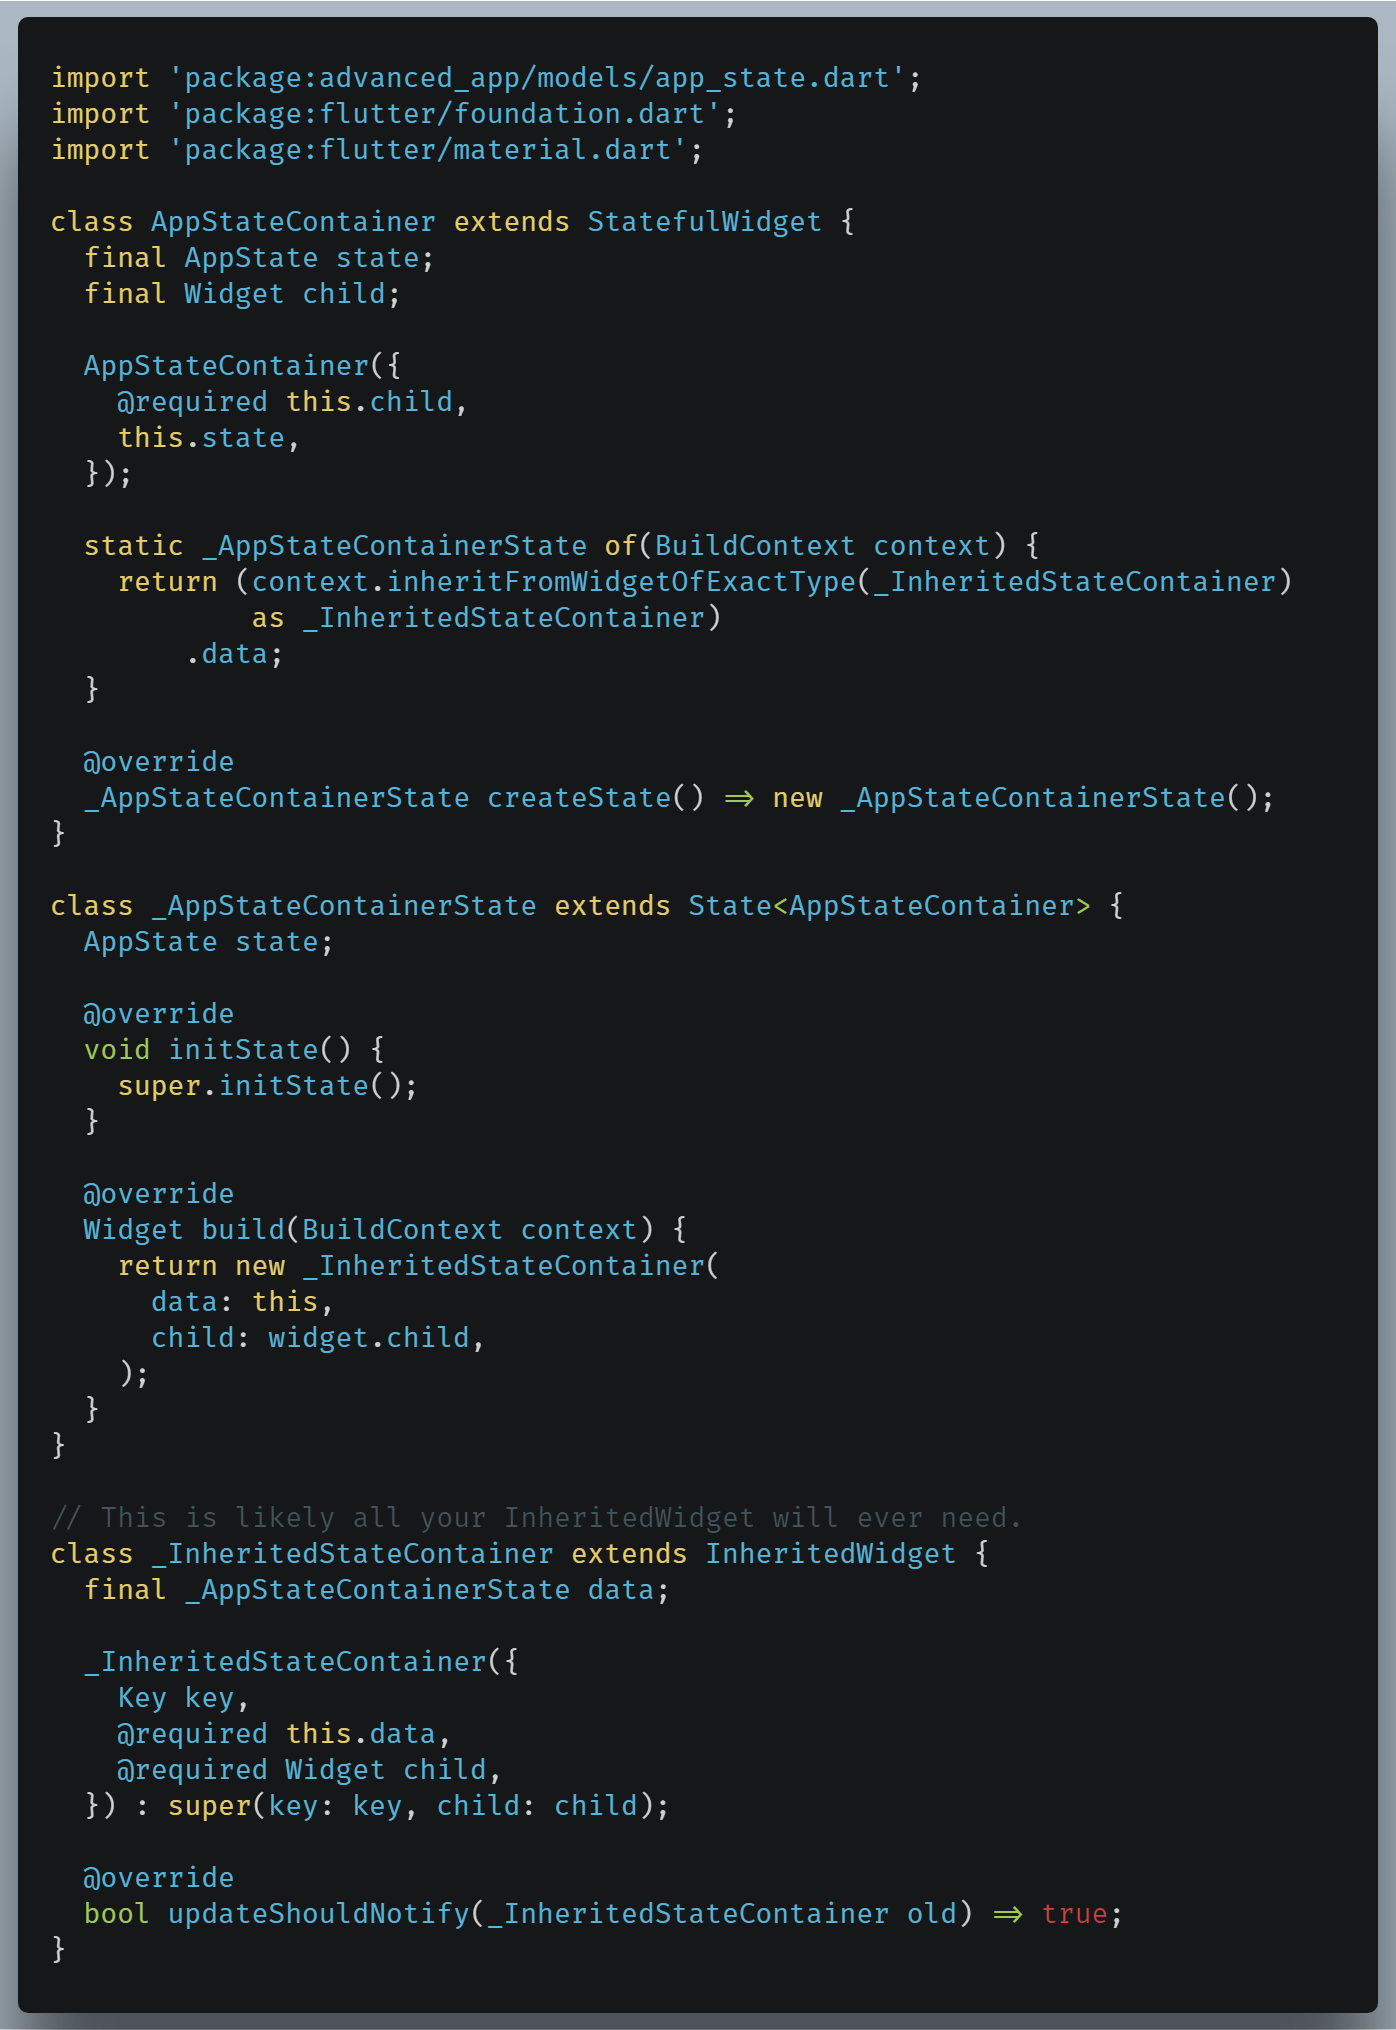 import 'package:advanced_app/models/app_state.dart';
import 'package:flutter/foundation.dart';
import 'package:flutter/material.dart';

class AppStateContainer extends StatefulWidget {
  final AppState state;
  final Widget child;

  AppStateContainer({
    @required this.child,
    this.state,
  });

  static _AppStateContainerState of(BuildContext context) {
    return (context.inheritFromWidgetOfExactType(_InheritedStateContainer)
            as _InheritedStateContainer)
        .data;
  }

  @override
  _AppStateContainerState createState() => new _AppStateContainerState();
}

class _AppStateContainerState extends State<AppStateContainer> {
  AppState state;

  @override
  void initState() {
    super.initState();
  }

  @override
  Widget build(BuildContext context) {
    return new _InheritedStateContainer(
      data: this,
      child: widget.child,
    );
  }
}

// This is likely all your InheritedWidget will ever need.
class _InheritedStateContainer extends InheritedWidget {
  final _AppStateContainerState data;

  _InheritedStateContainer({
    Key key,
    @required this.data,
    @required Widget child,
  }) : super(key: key, child: child);

  @override
  bool updateShouldNotify(_InheritedStateContainer old) => true;
}